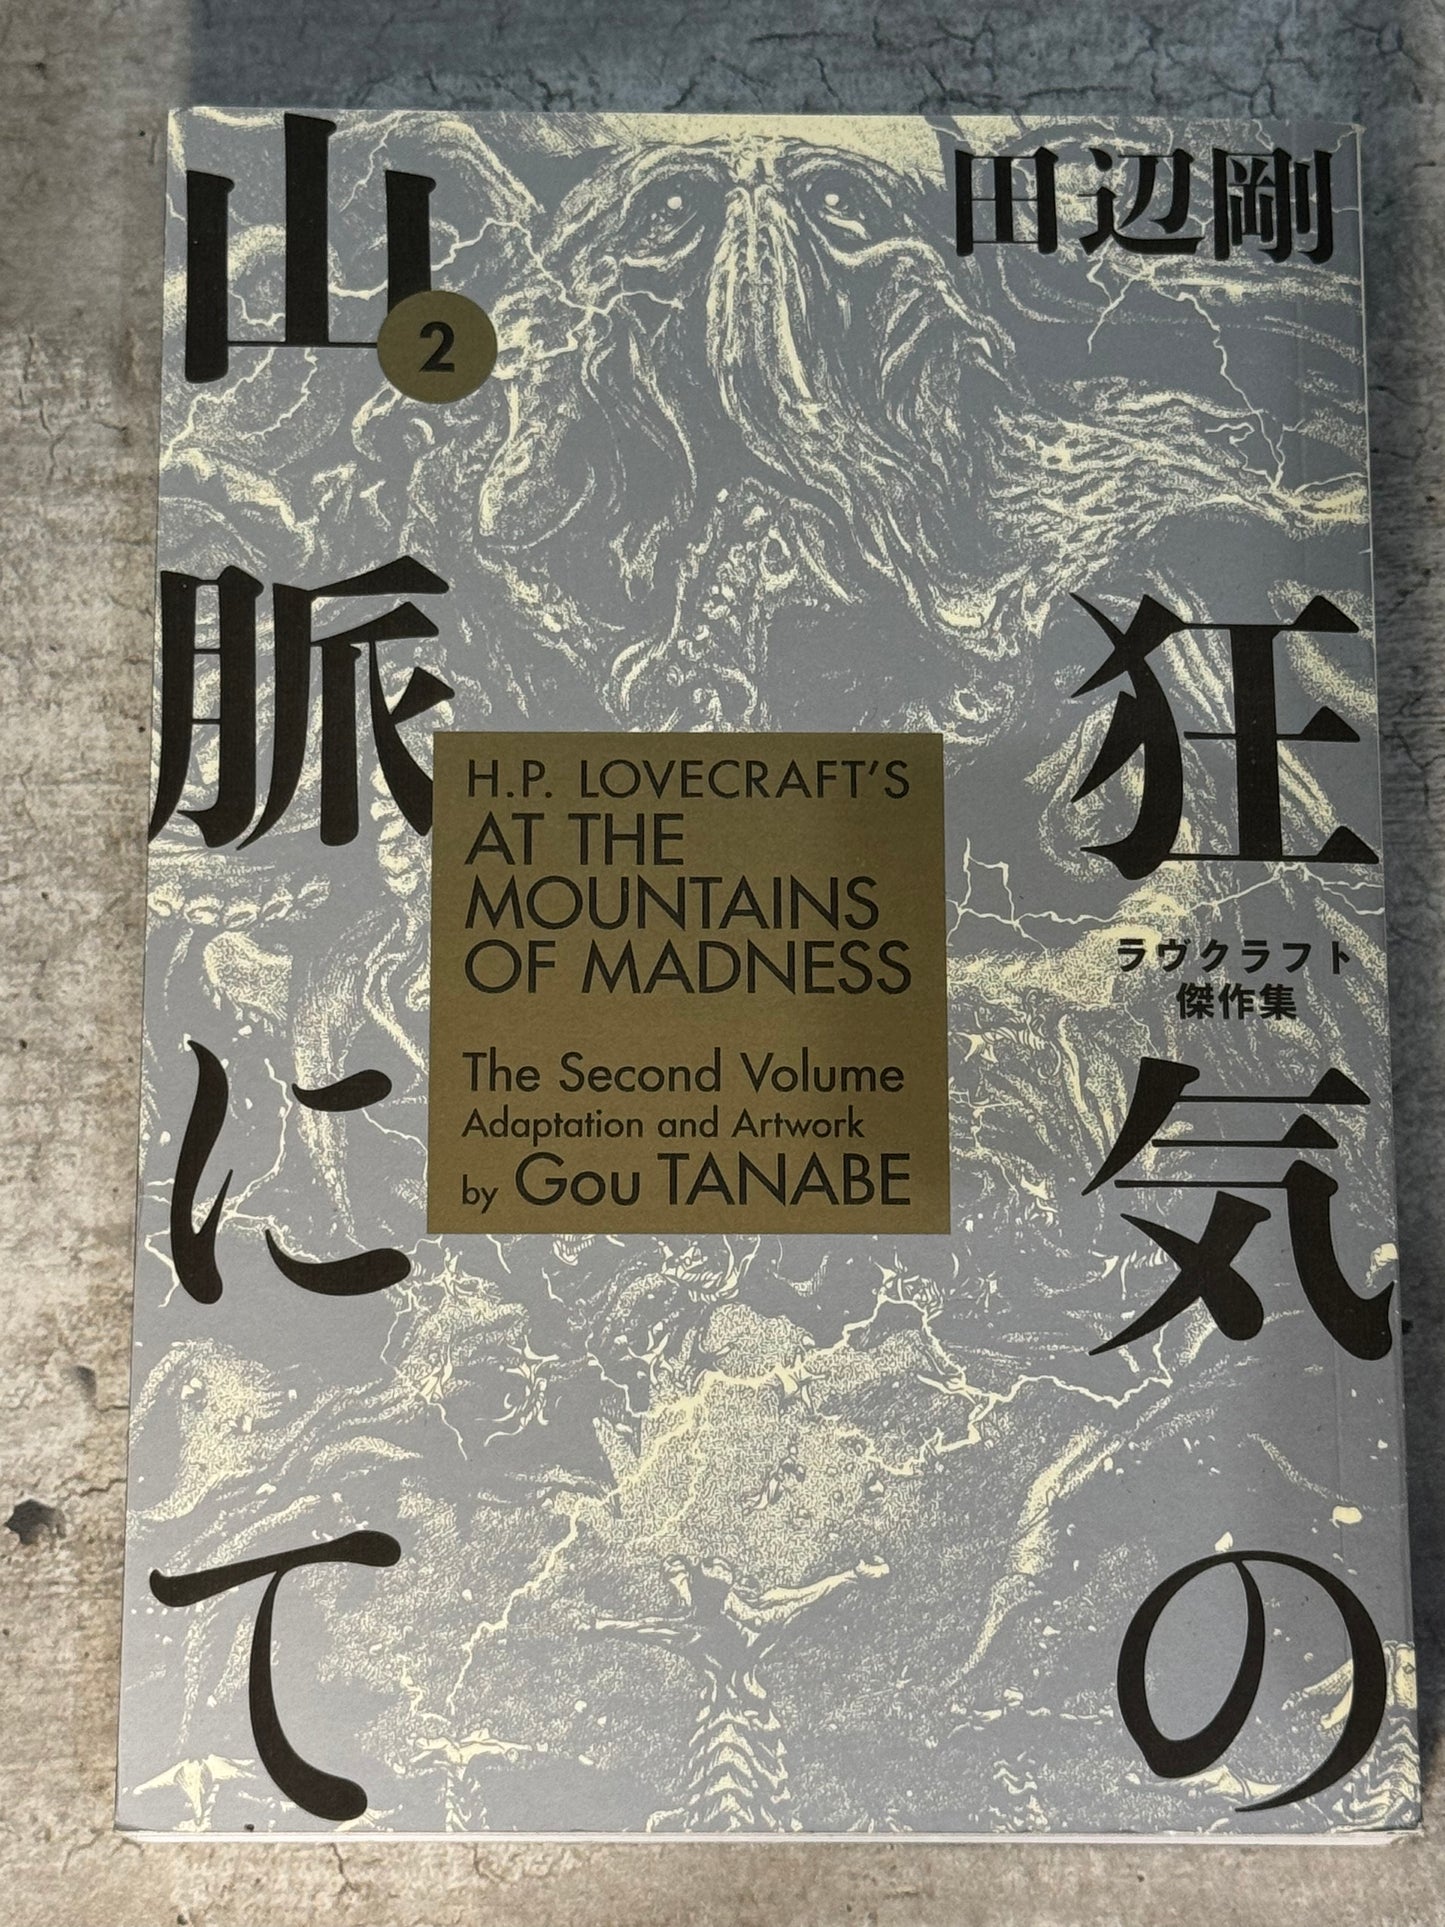 田辺剛
狂気の
山脈にて
2
ラヴクラフト
傑作集
H.P. LOVECRAFT'S
AT THE
MOUNTAINS
OF MADNESS
The Second Volume
Adaptation and Artwork
by Gou TANABE